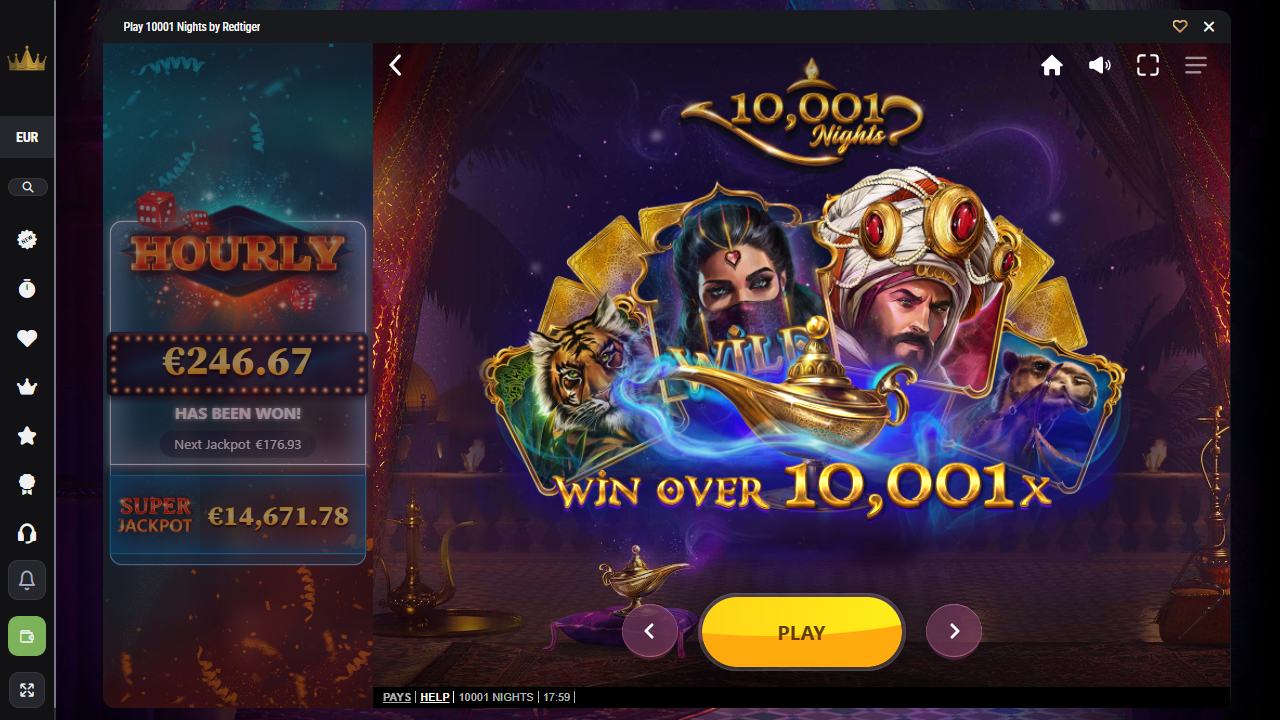 Play 10001 Nights by Redtiger
EUR
NEW
HOURLY
€246.67
HAS BEEN WON!
Next Jackpot €176.93
SUPER
JACKPOT
€14,671.78
10,001
Nights
WILD
WIN OVER 10,001X
PLAY
PAYS | HELP | 10001 NIGHTS | 17:59 |